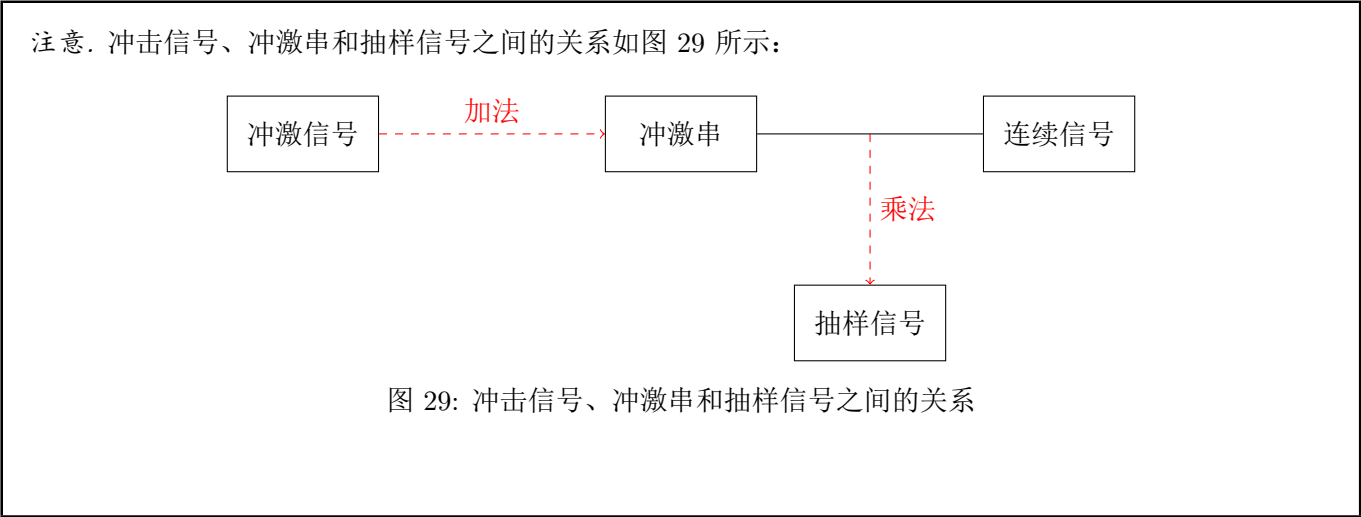 注意. 冲击信号、冲激串和抽样信号之间的关系如图 29 所示：
加法
冲激信号
冲激串
连续信号
乘法
抽样信号
图 29: 冲击信号、冲激串和抽样信号之间的关系